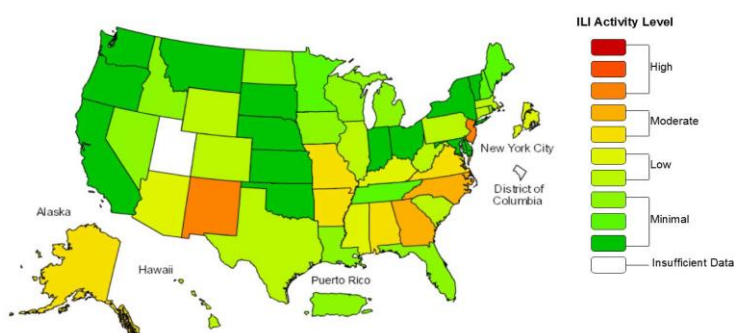 ILI Activity Level
High
Moderate
Low
Minimal
Insufficient Data
New York City
District of
Columbia
Alaska
Hawaii
Puerto Rico